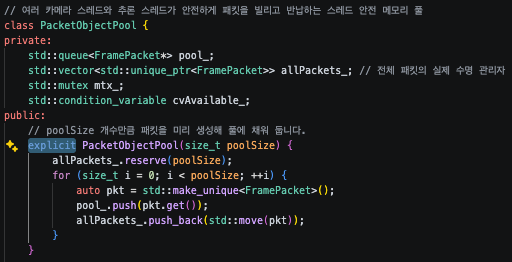 // 여러 카메라 스레드와 추론 스레드가 안전하게 패킷을 빌리고 반납하는 스레드 안전 메모리 풀
class PacketObjectPool {
private:
    std::queue<FramePacket*> pool_;
    std::vector<std::unique_ptr<FramePacket>> allPackets_; // 전체 패킷의 실제 수명 관리자
    std::mutex mtx_;
    std::condition_variable cvAvailable_;
public:
    // poolSize 개수만큼 패킷을 미리 생성해 풀에 채워 둡니다.
    explicit PacketObjectPool(size_t poolSize) {
        allPackets_.reserve(poolSize);
        for (size_t i = 0; i < poolSize; ++i) {
            auto pkt = std::make_unique<FramePacket>();
            pool_.push(pkt.get());
            allPackets_.push_back(std::move(pkt));
        }
    }